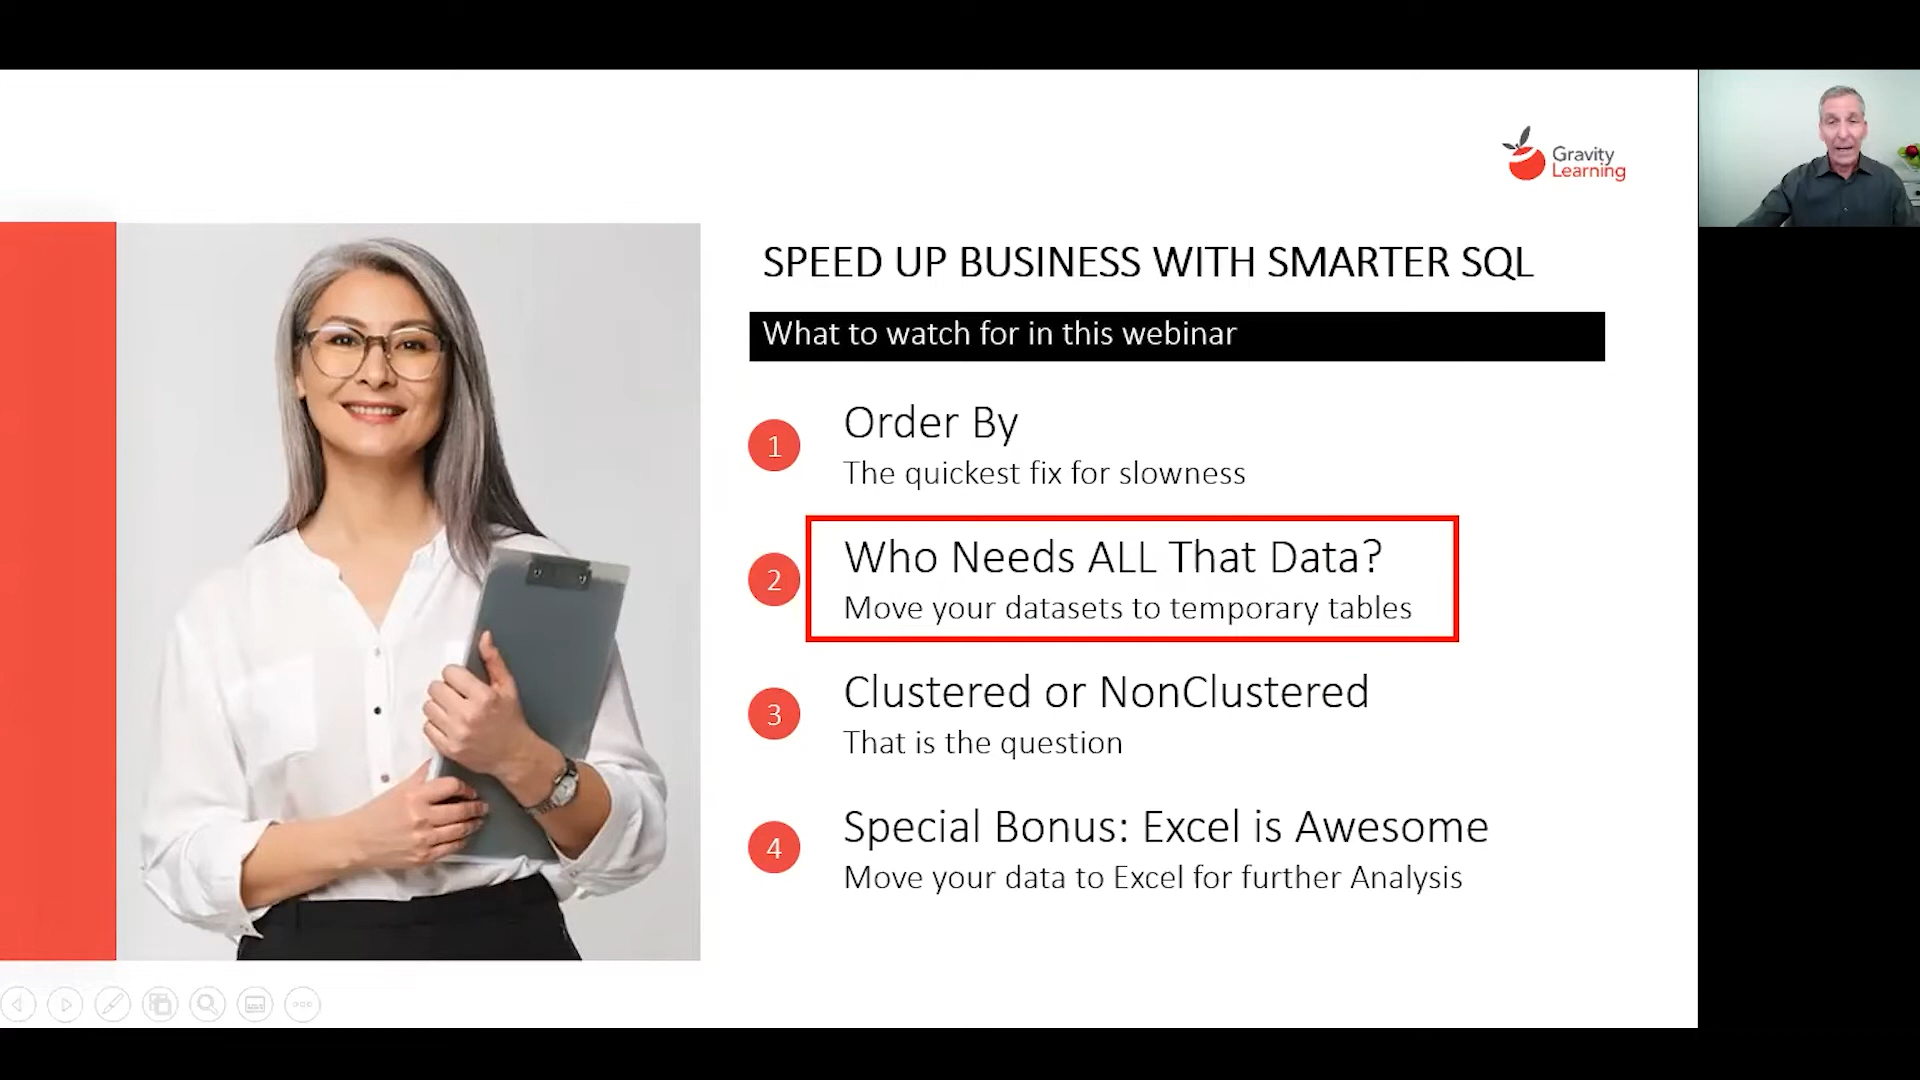 Gravity
Learning
SPEED UP BUSINESS WITH SMARTER SQL
What to watch for in this webinar
1
Order By
The quickest fix for slowness
2
Who Needs ALL That Data?
Move your datasets to temporary tables
3
Clustered or NonClustered
That is the question
4
Special Bonus: Excel is Awesome
Move your data to Excel for further Analysis